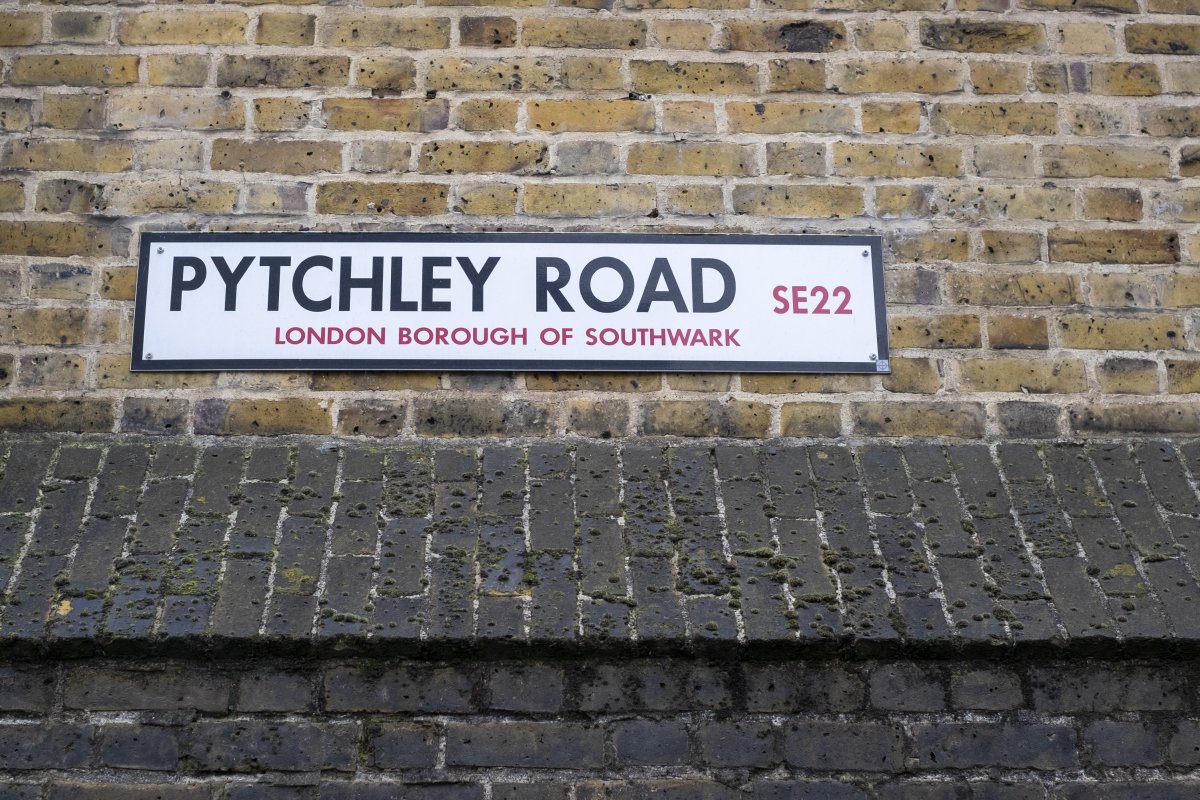 PYTCHLEY ROAD SE22
LONDON BOROUGH OF SOUTHWARK